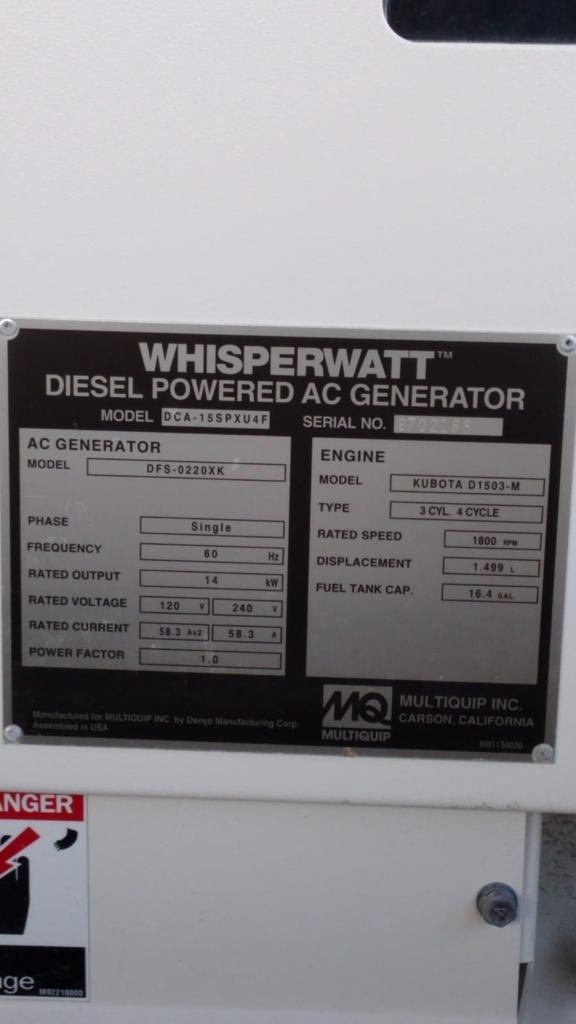 WHISPERWATT™
DIESEL POWERED AC GENERATOR
MODEL DCA-15SPXU4F
SERIAL NO. 8702186
AC GENERATOR
MODEL DFS-0220XK
PHASE Single
FREQUENCY 60 Hz
RATED OUTPUT 14 kW
RATED VOLTAGE 120 V 240 V
RATED CURRENT 58.3 Ax2 58.3 A
POWER FACTOR 1.0
ENGINE
MODEL KUBOTA D1503-M
TYPE 3 CYL. 4 CYCLE
RATED SPEED 1800 RPM
DISPLACEMENT 1.499 L
FUEL TANK CAP. 16.4 GAL.
Manufactured for MULTIQUIP INC. by Denyo Manufacturing Corp.
Assembled in USA
MQ
MULTIQUIP
MULTIQUIP INC.
CARSON, CALIFORNIA
M01130020
ANGER
ge
M92210000